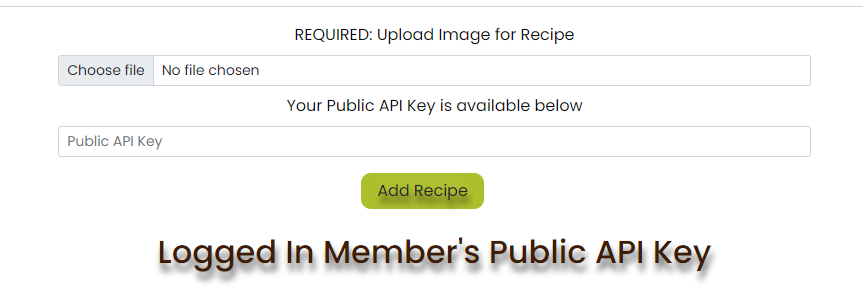 REQUIRED: Upload Image for Recipe
Choose file No file chosen
Your Public API Key is available below
Public API Key
Add Recipe
Logged In Member's Public API Key